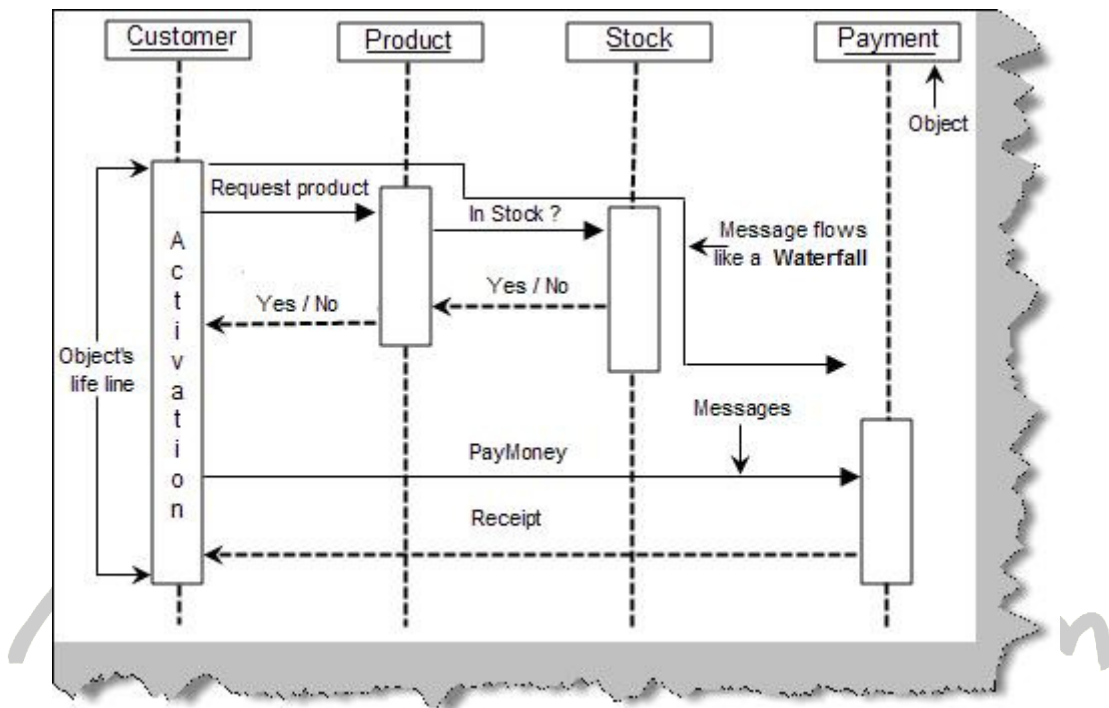 Customer
Product
Stock
Payment
Object
Request product
In Stock ?
Message flows
like a Waterfall
Activation
Yes / No
Yes / No
Object's
life line
Messages
PayMoney
Receipt